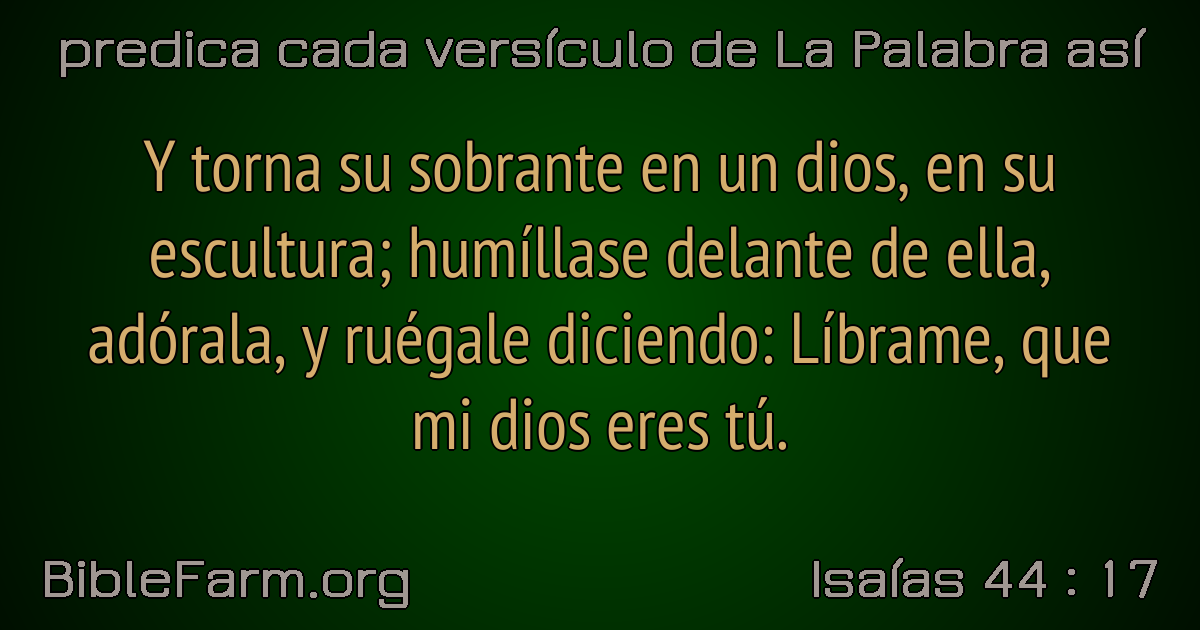 predica cada versículo de La Palabra así
Y torna su sobrante en un dios, en su
escultura; humíllase delante de ella,
adórala, y ruégale diciendo: Líbrame, que
mi dios eres tú.
BibleFarm.org
Isaías 44 : 17